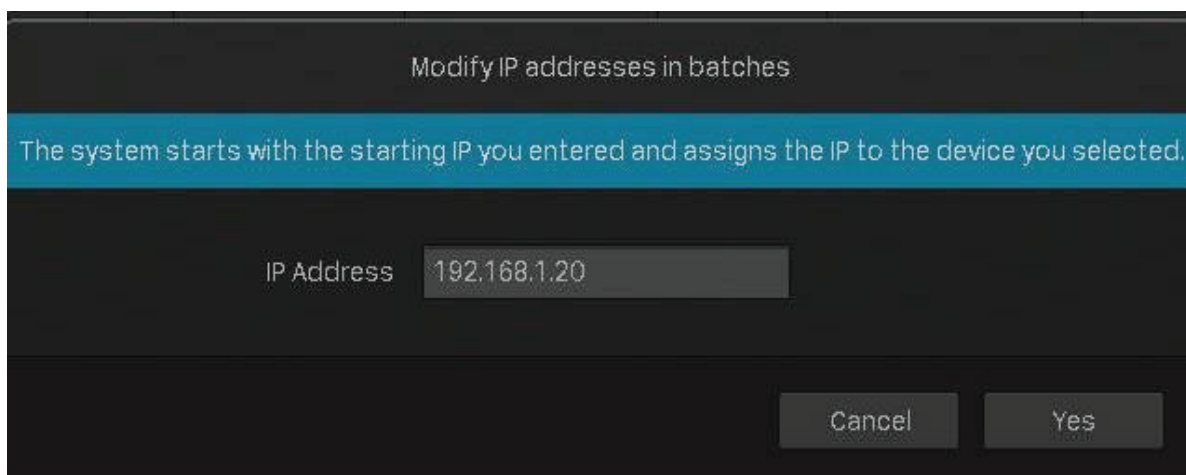 Modify IP addresses in batches
The system starts with the starting IP you entered and assigns the IP to the device you selected.
IP Address 192.168.1.20
Cancel Yes